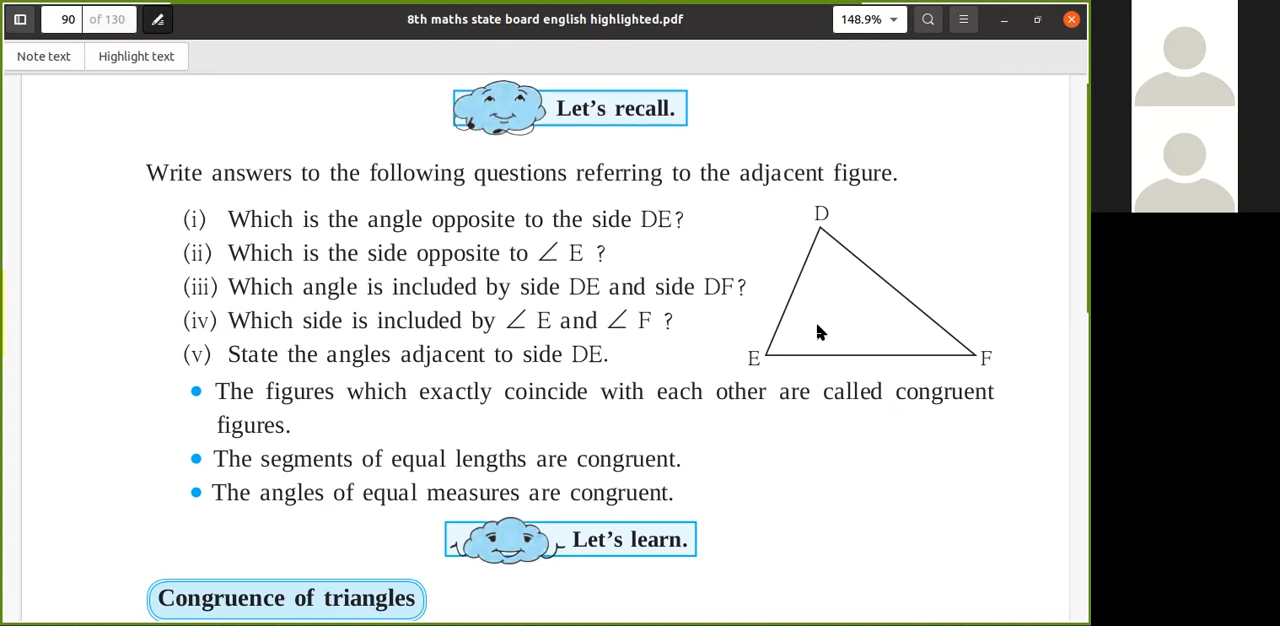 90 of 130
8th maths state board english highlighted.pdf
148.9%
Note text
Highlight text
Let's recall.
Write answers to the following questions referring to the adjacent figure.
(i) Which is the angle opposite to the side DE?
(ii) Which is the side opposite to ∠ E ?
(iii) Which angle is included by side DE and side DF?
(iv) Which side is included by ∠ E and ∠ F ?
(v) State the angles adjacent to side DE.
D
E
F
• The figures which exactly coincide with each other are called congruent
figures.
• The segments of equal lengths are congruent.
• The angles of equal measures are congruent.
Let's learn.
Congruence of triangles